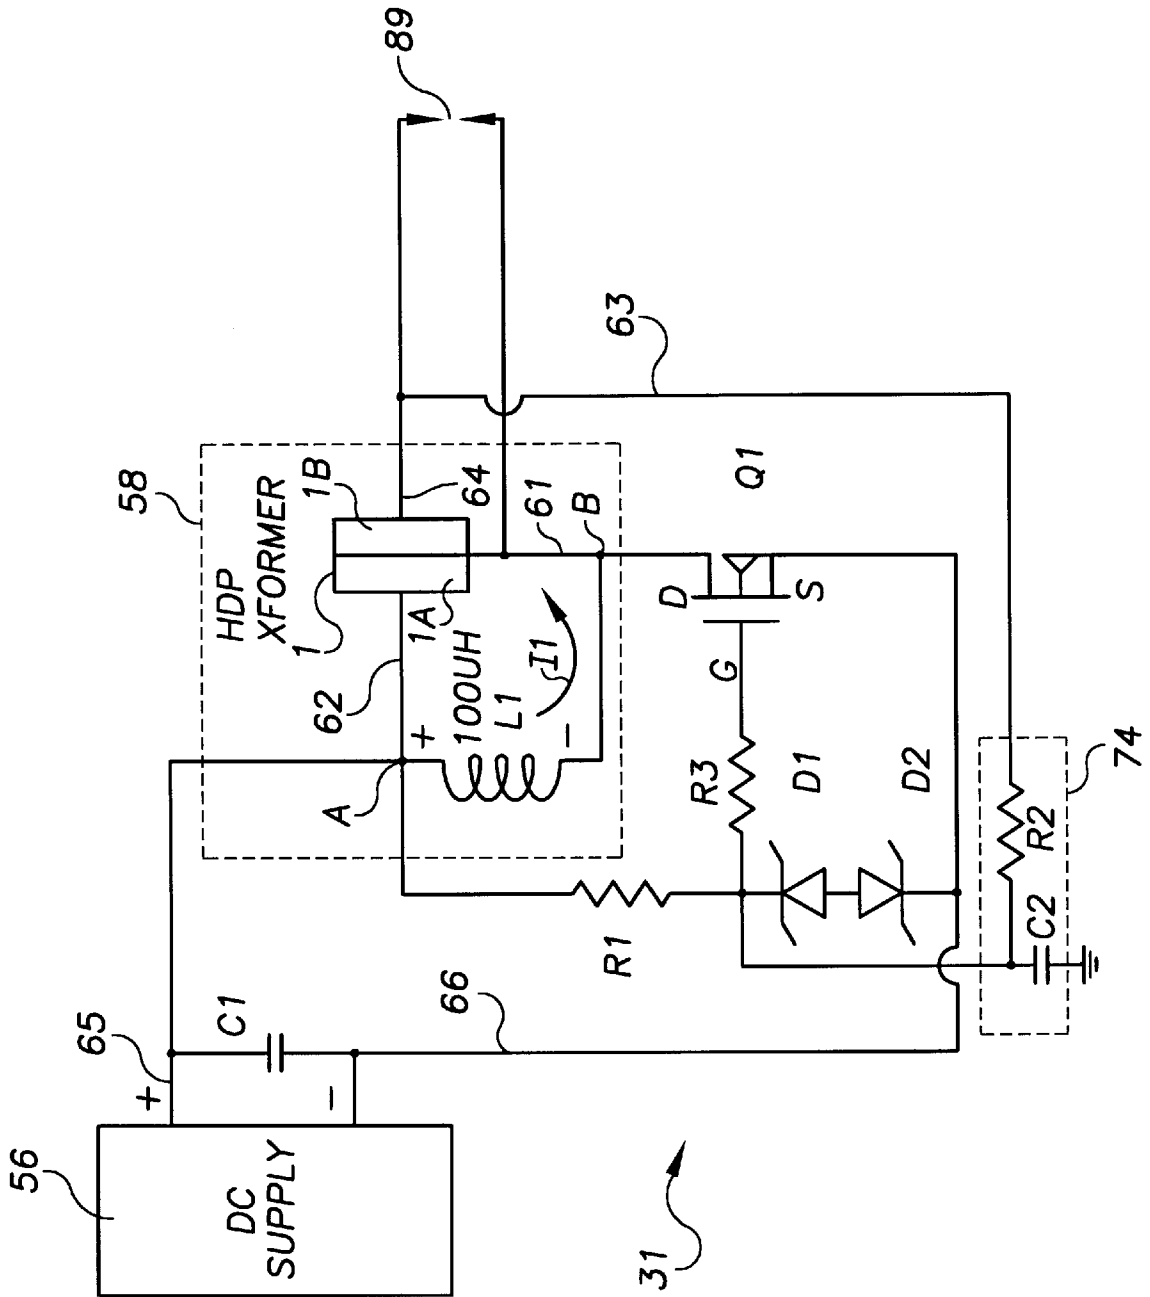 89
58
HDP
XFORMER
1
1B
64
63
62
1A
100UH
L1
+
-
I1
61
B
A
D
G
S
Q1
R3
R1
D1
D2
65
C1
66
+
-
56
DC
SUPPLY
R2
C2
74
31